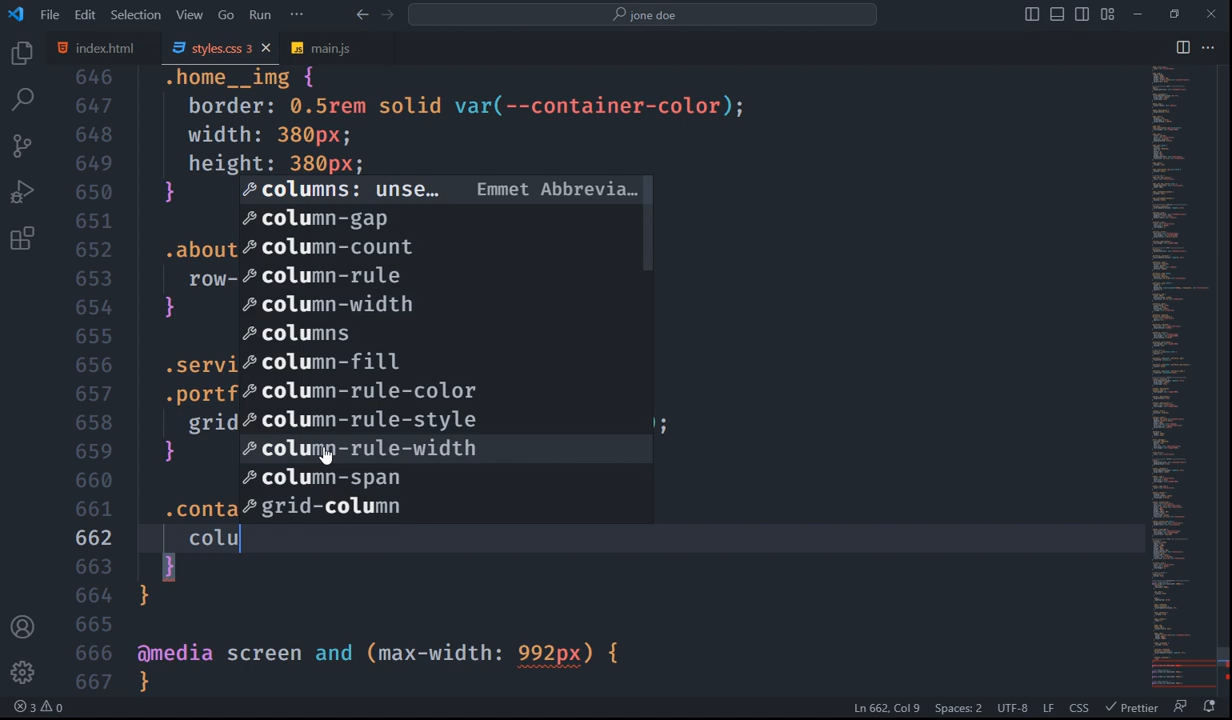 File Edit Selection View Go Run ··· jone doe
index.html styles.css 3 main.js
646 .home__img {
647 border: 0.5rem solid var(--container-color);
648 width: 380px;
649 height: 380px;
650 }
columns: unse… Emmet Abbrevia…
651
column-gap
652 .about
column-count
653 row-
column-rule
654 }
column-width
655
columns
656 .servi
column-fill
657 .portf
column-rule-color
658 grid
column-rule-style
);
659 }
column-rule-width
660
column-span
661 .conta
grid-column
662 colu
663 }
664 }
665
666 @media screen and (max-width: 992px) {
667 }
3 0 Ln 662, Col 9 Spaces: 2 UTF-8 LF CSS Prettier